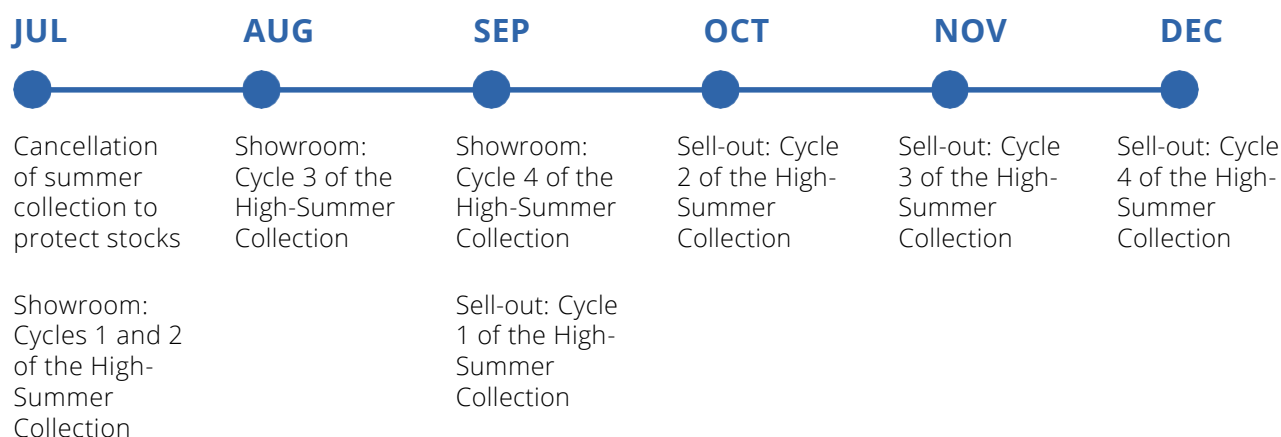 JUL
AUG
SEP
OCT
NOV
DEC
Cancellation
of summer
collection to
protect stocks
Showroom:
Cycles 1 and 2
of the High-
Summer
Collection
Showroom:
Cycle 3 of the
High-Summer
Collection
Showroom:
Cycle 4 of the
High-Summer
Collection
Sell-out: Cycle
1 of the High-
Summer
Collection
Sell-out: Cycle
2 of the High-
Summer
Collection
Sell-out: Cycle
3 of the High-
Summer
Collection
Sell-out: Cycle
4 of the High-
Summer
Collection